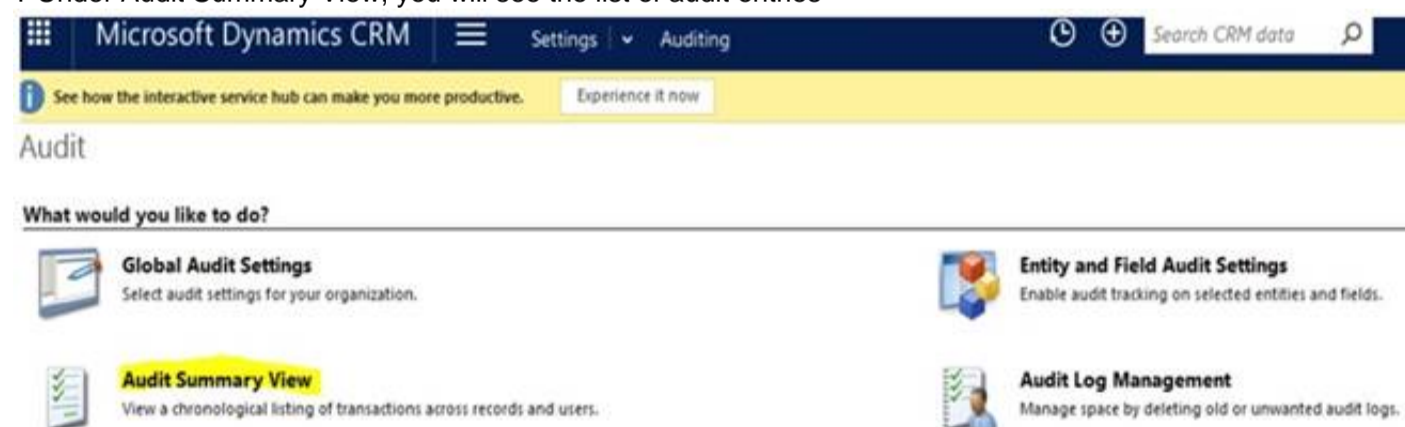 Under Audit Summary View, you will see the list of audit entries
Microsoft Dynamics CRM Settings Auditing Search CRM data
See how the interactive service hub can make you more productive. Experience it now
Audit
What would you like to do?
Global Audit Settings
Select audit settings for your organization.
Entity and Field Audit Settings
Enable audit tracking on selected entities and fields.
Audit Summary View
View a chronological listing of transactions across records and users.
Audit Log Management
Manage space by deleting old or unwanted audit logs.